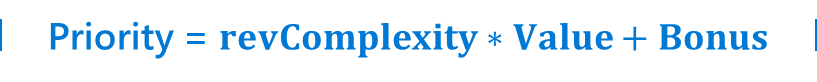 Priority = revComplexity * Value + Bonus